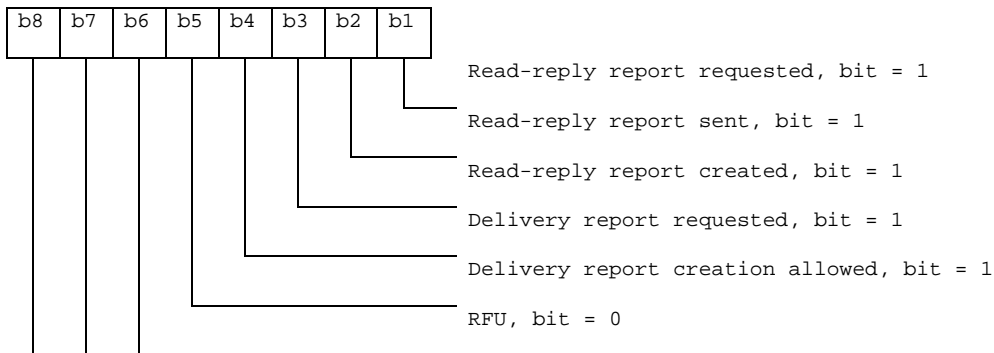 b8 b7 b6 b5 b4 b3 b2 b1
Read-reply report requested, bit = 1
Read-reply report sent, bit = 1
Read-reply report created, bit = 1
Delivery report requested, bit = 1
Delivery report creation allowed, bit = 1
RFU, bit = 0